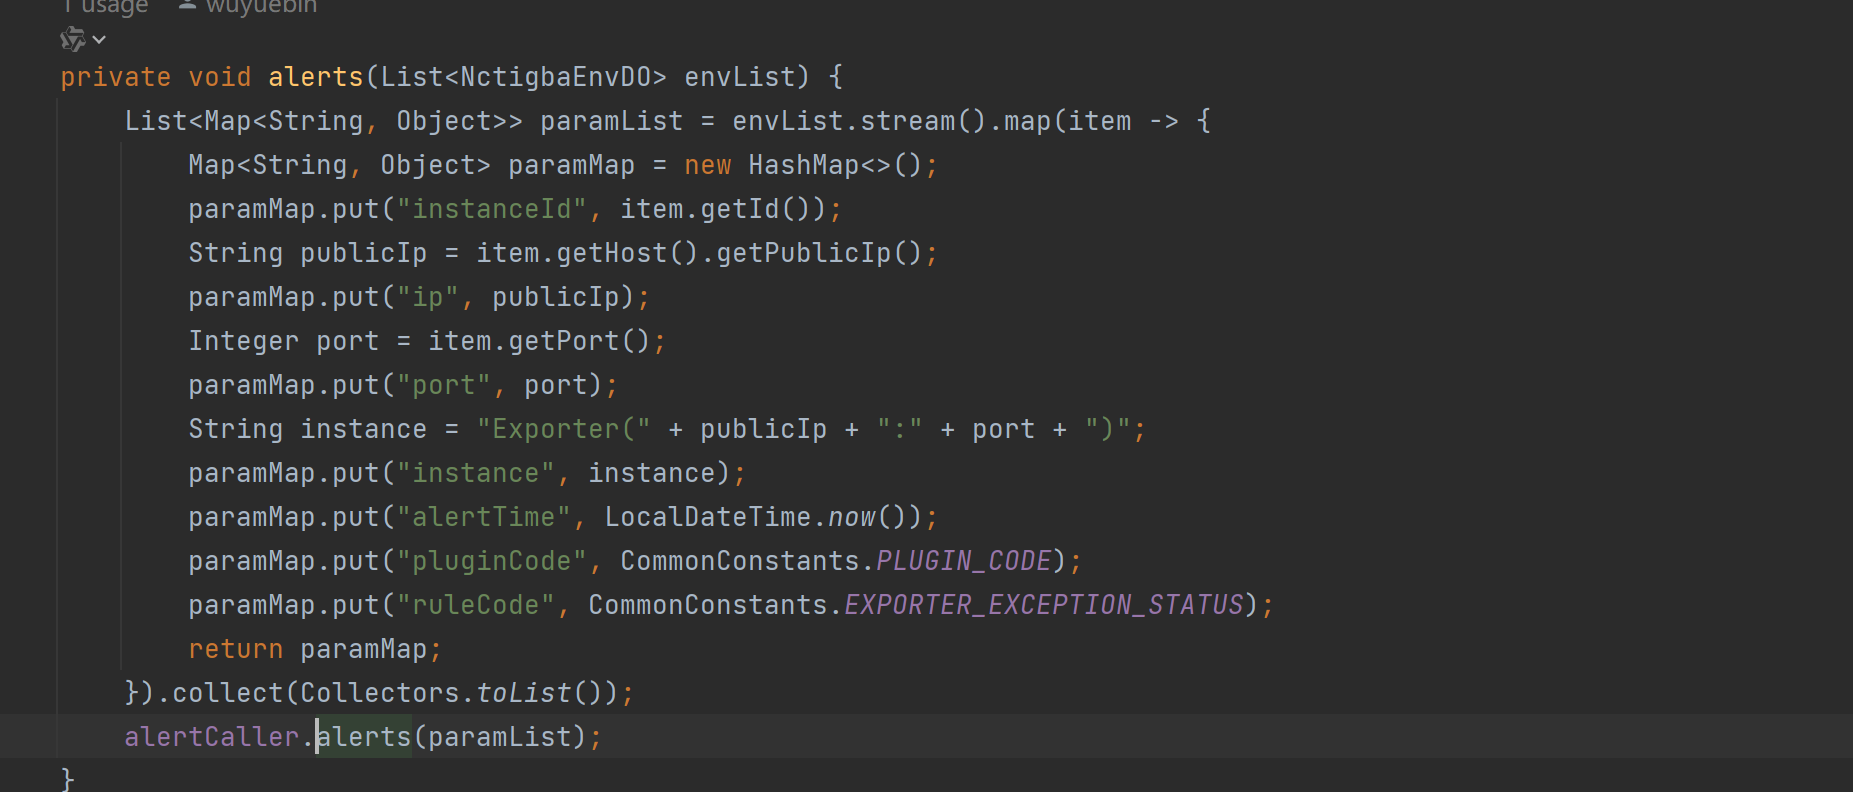 1 usage wuyuebin
private void alerts(List<NctigbaEnvDO> envList) {
List<Map<String, Object>> paramList = envList.stream().map(item -> {
Map<String, Object> paramMap = new HashMap<>();
paramMap.put("instanceId", item.getId());
String publicIp = item.getHost().getPublicIp();
paramMap.put("ip", publicIp);
Integer port = item.getPort();
paramMap.put("port", port);
String instance = "Exporter(" + publicIp + ":" + port + ")";
paramMap.put("instance", instance);
paramMap.put("alertTime", LocalDateTime.now());
paramMap.put("pluginCode", CommonConstants.PLUGIN_CODE);
paramMap.put("ruleCode", CommonConstants.EXPORTER_EXCEPTION_STATUS);
return paramMap;
}).collect(Collectors.toList());
alertCaller.alerts(paramList);
}